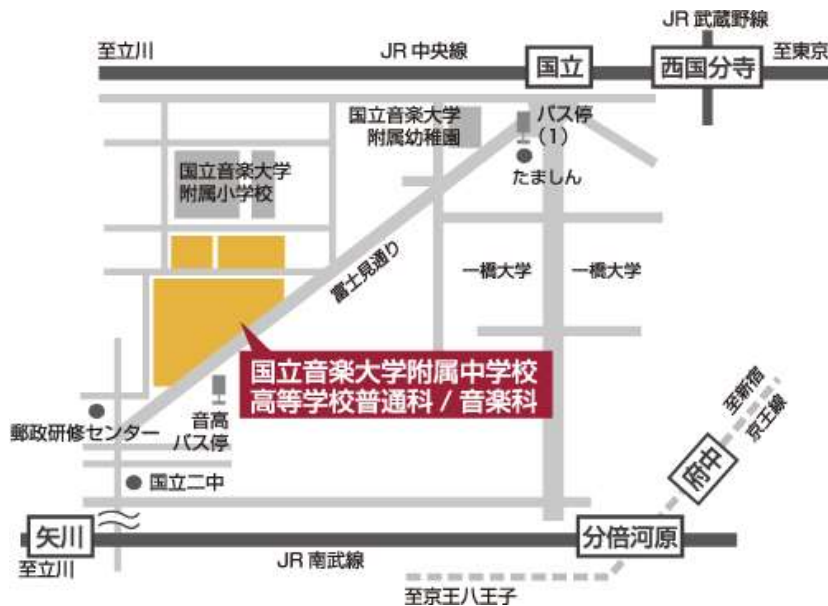 JR 武蔵野線
至立川
JR 中央線
国立
西国分寺
至東京
国立音楽大学
附属幼稚園
バス停
(1)
たましん
国立音楽大学
附属小学校
富士見通り
一橋大学
一橋大学
国立音楽大学附属中学校
高等学校普通科 / 音楽科
至新宿
京王線
郵政研修センター
音高
バス停
府中
国立二中
矢川
分倍河原
JR 南武線
至立川
至京王八王子